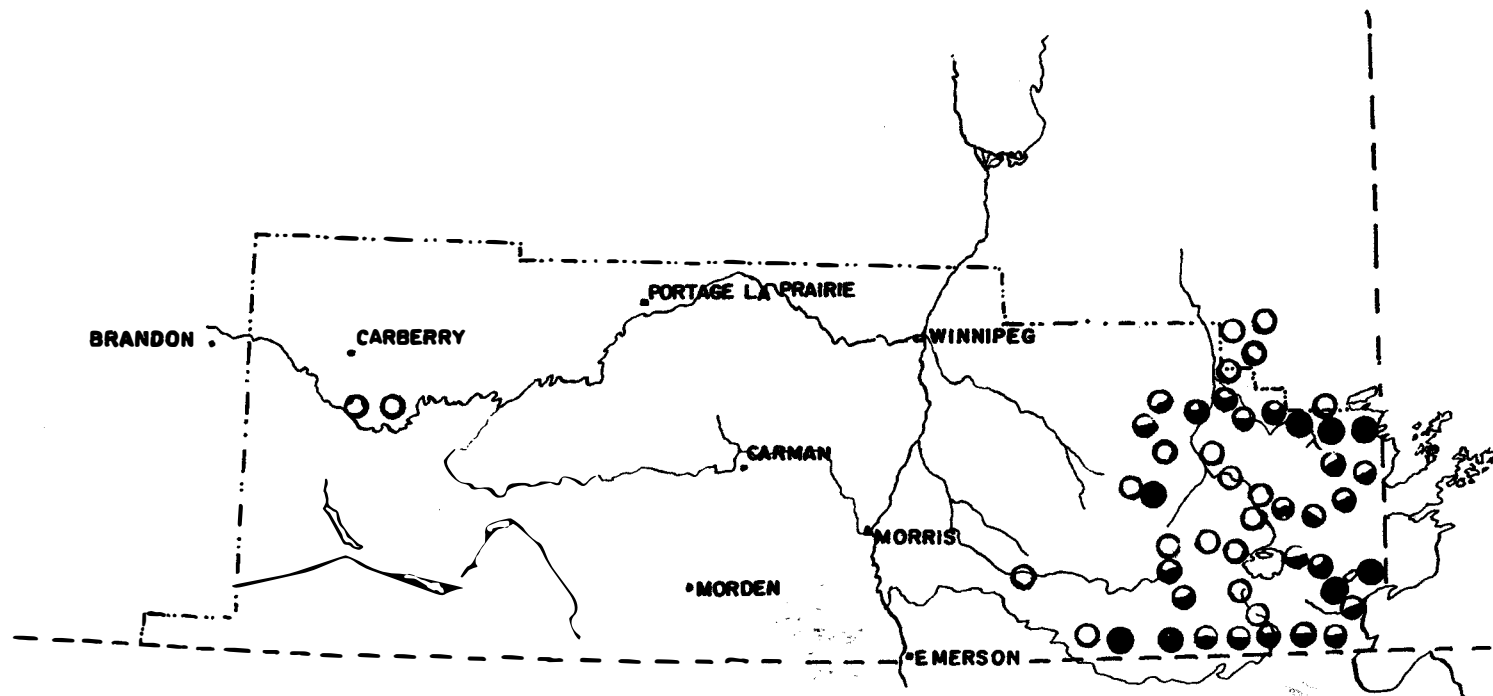 PORTAGE LA PRAIRIE
BRANDON
CARBERRY
WINNIPEG
CARMAN
MORRIS
MORDEN
EMERSON